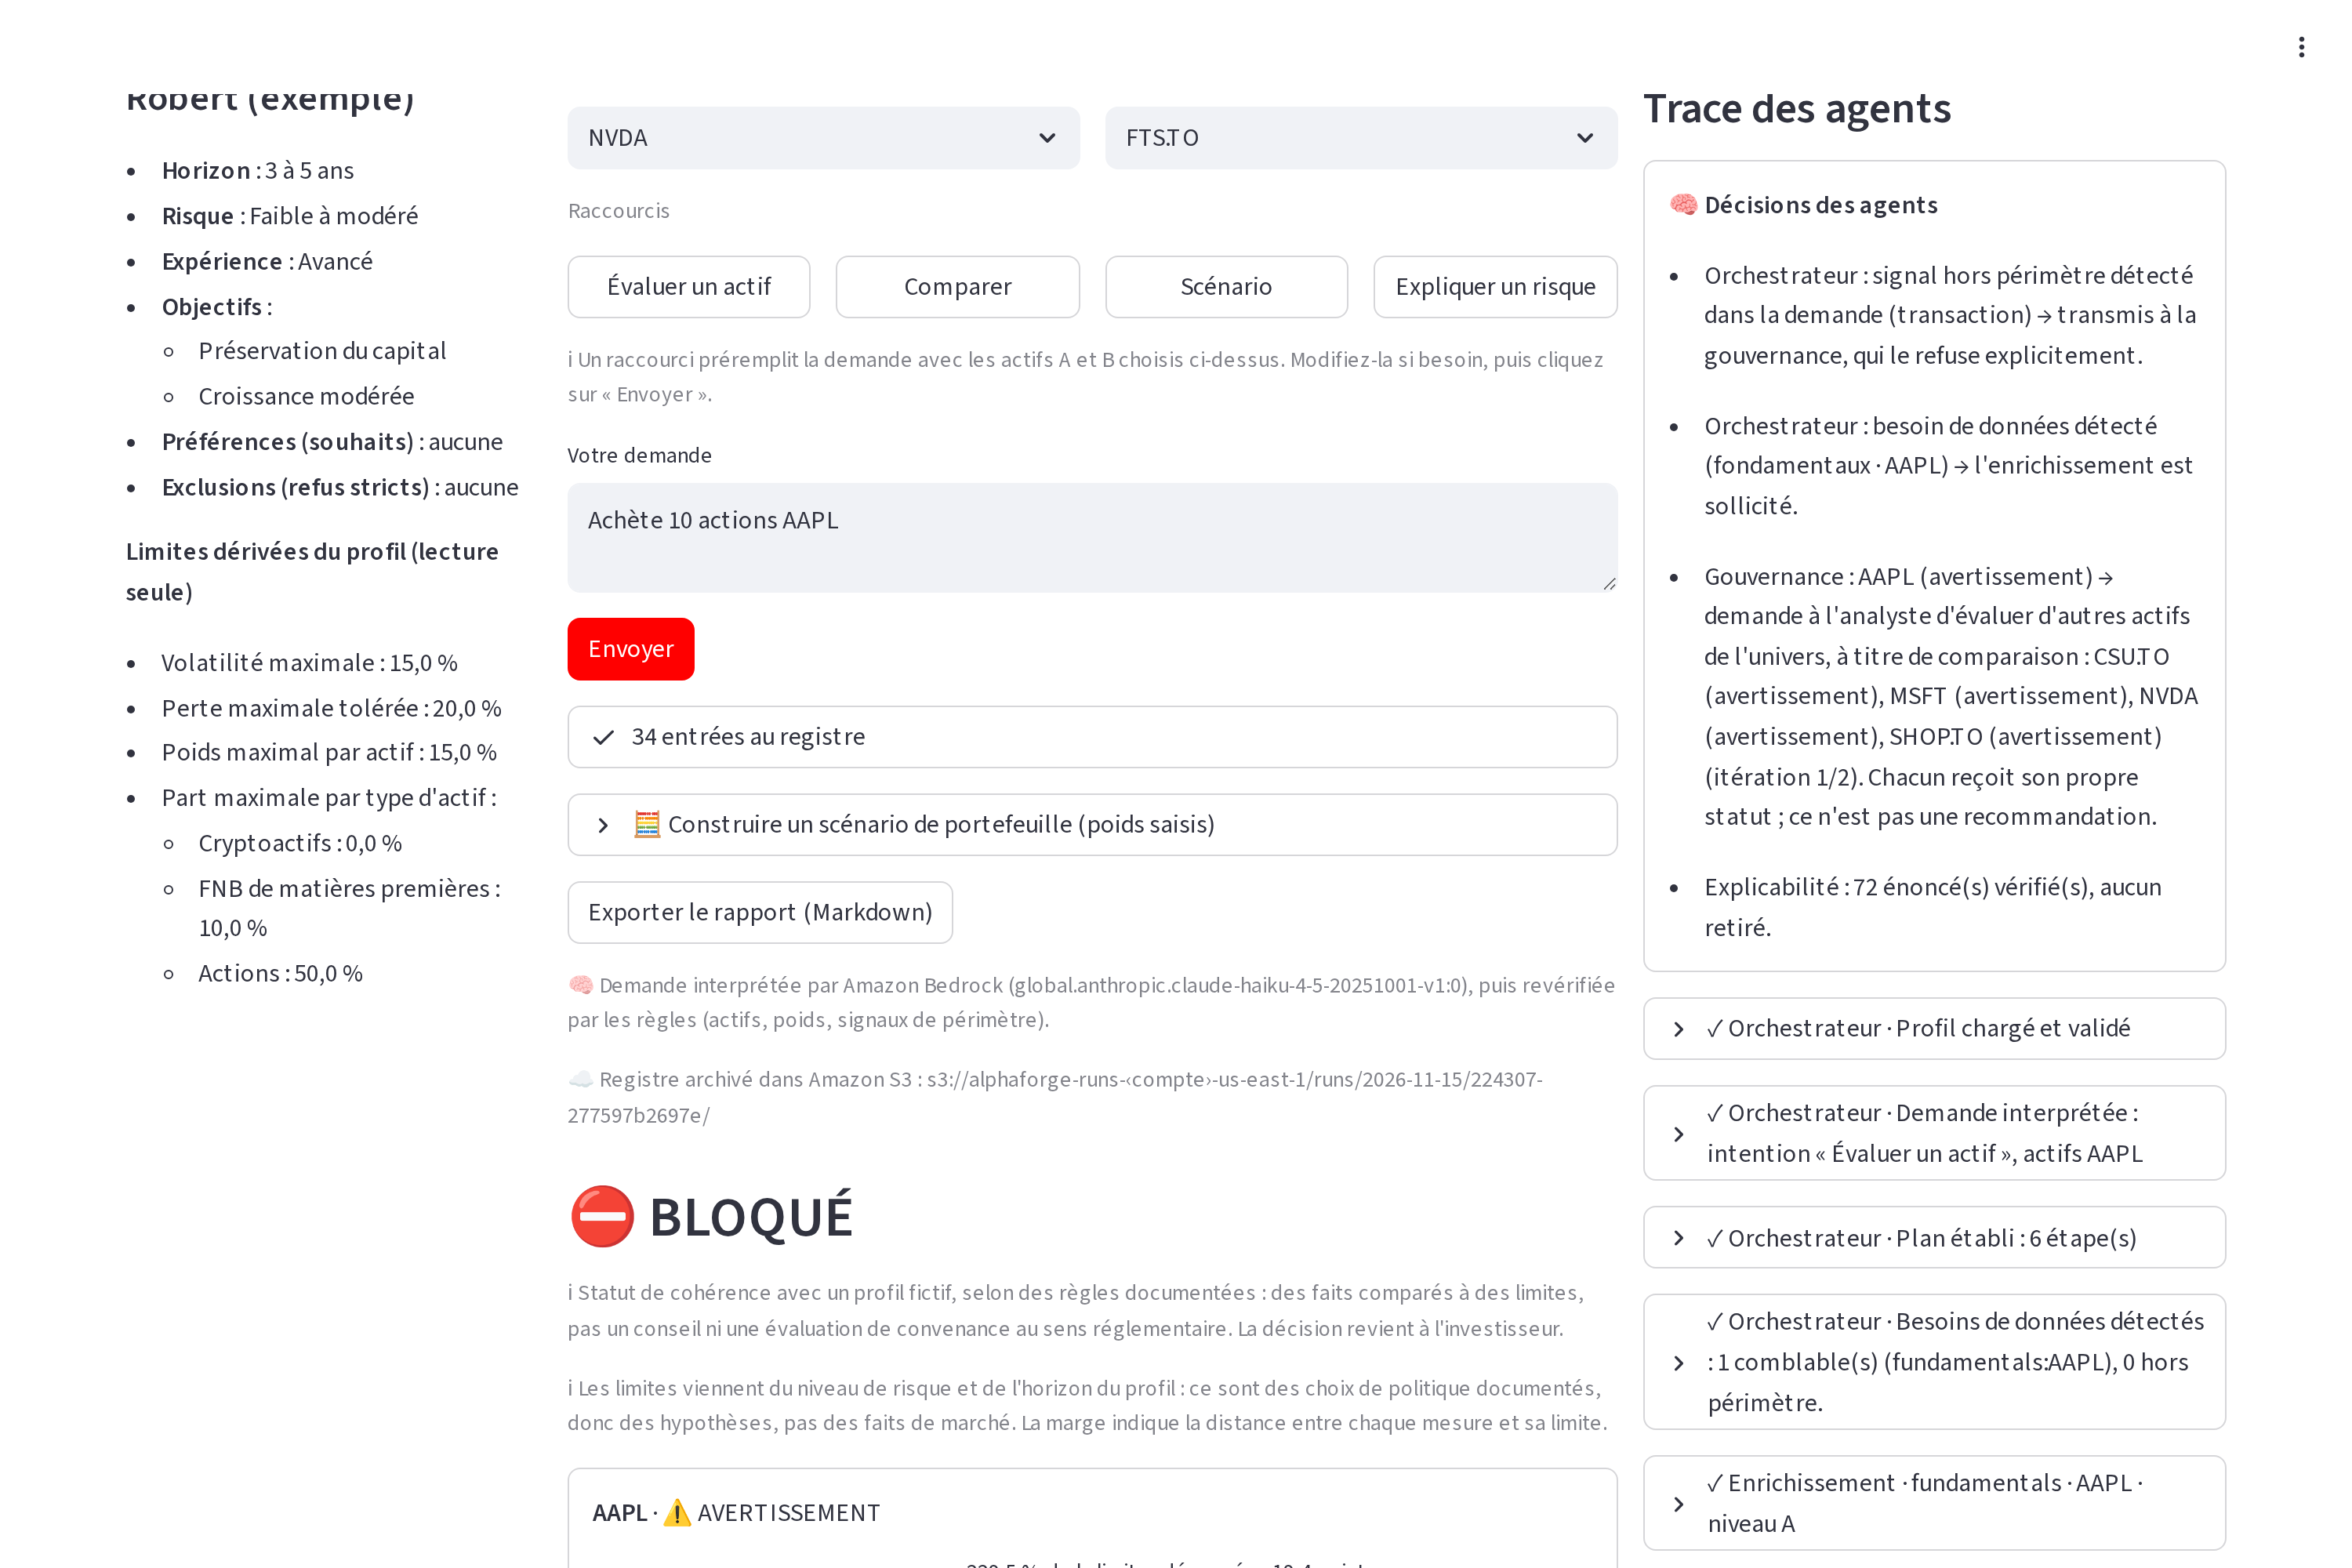 Robert (exemple)
Horizon : 3 à 5 ans
Risque : Faible à modéré
Expérience : Avancé
Objectifs :
Préservation du capital
Croissance modérée
Préférences (souhaits) : aucune
Exclusions (refus stricts) : aucune
Limites dérivées du profil (lecture
seule)
Volatilité maximale : 15,0 %
Perte maximale tolérée : 20,0 %
Poids maximal par actif : 15,0 %
Part maximale par type d'actif :
Cryptoactifs : 0,0 %
FNB de matières premières :
10,0 %
Actions : 50,0 %
NVDA
FTS.TO
Raccourcis
Évaluer un actif
Comparer
Scénario
Expliquer un risque
i Un raccourci préremplit la demande avec les actifs A et B choisis ci-dessus. Modifiez-la si besoin, puis cliquez
sur « Envoyer ».
Votre demande
Achète 10 actions AAPL
Envoyer
34 entrées au registre
Construire un scénario de portefeuille (poids saisis)
Exporter le rapport (Markdown)
Demande interprétée par Amazon Bedrock (global.anthropic.claude-haiku-4-5-20251001-v1:0), puis revérifiée
par les règles (actifs, poids, signaux de périmètre).
Registre archivé dans Amazon S3 : s3://alphaforge-runs-‹compte›-us-east-1/runs/2026-11-15/224307-
277597b2697e/
BLOQUÉ
i Statut de cohérence avec un profil fictif, selon des règles documentées : des faits comparés à des limites,
pas un conseil ni une évaluation de convenance au sens réglementaire. La décision revient à l'investisseur.
i Les limites viennent du niveau de risque et de l'horizon du profil : ce sont des choix de politique documentés,
donc des hypothèses, pas des faits de marché. La marge indique la distance entre chaque mesure et sa limite.
AAPL · ⚠️ AVERTISSEMENT
Trace des agents
Décisions des agents
Orchestrateur : signal hors périmètre détecté
dans la demande (transaction) → transmis à la
gouvernance, qui le refuse explicitement.
Orchestrateur : besoin de données détecté
(fondamentaux · AAPL) → l'enrichissement est
sollicité.
Gouvernance : AAPL (avertissement) →
demande à l'analyste d'évaluer d'autres actifs
de l'univers, à titre de comparaison : CSU.TO
(avertissement), MSFT (avertissement), NVDA
(avertissement), SHOP.TO (avertissement)
(itération 1/2). Chacun reçoit son propre
statut ; ce n'est pas une recommandation.
Explicabilité : 72 énoncé(s) vérifié(s), aucun
retiré.
✓ Orchestrateur · Profil chargé et validé
✓ Orchestrateur · Demande interprétée :
intention « Évaluer un actif », actifs AAPL
✓ Orchestrateur · Plan établi : 6 étape(s)
✓ Orchestrateur · Besoins de données détectés
: 1 comblable(s) (fundamentals:AAPL), 0 hors
périmètre.
✓ Enrichissement · fundamentals · AAPL ·
niveau A